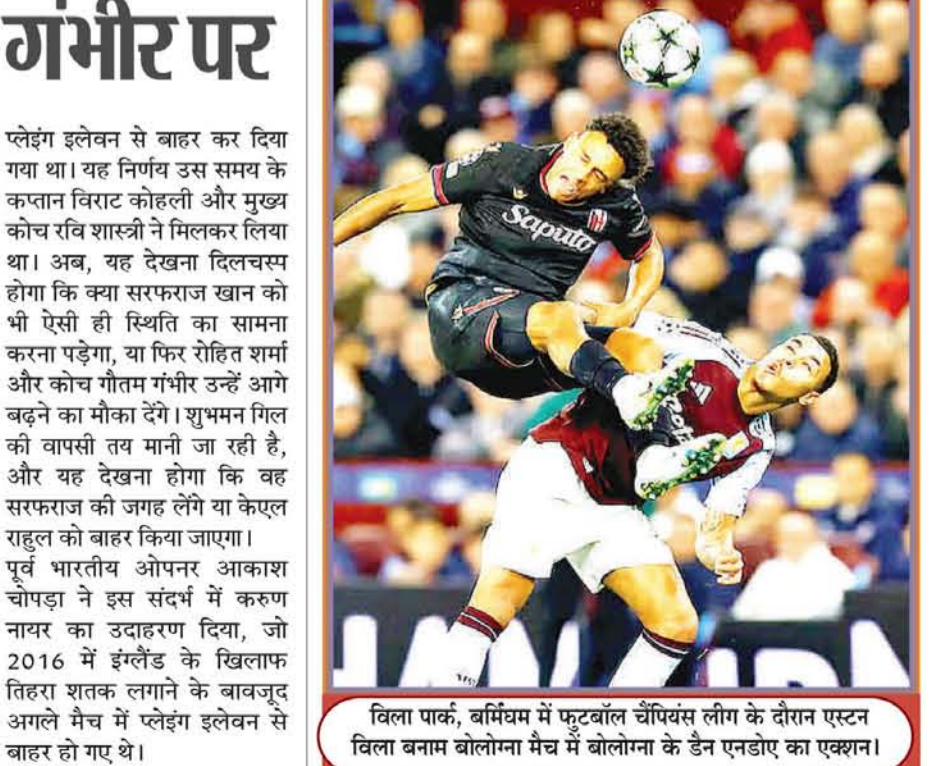 गंभीर पर
प्लेइंग इलेवन से बाहर कर दिया
गया था। यह निर्णय उस समय के
कप्तान विराट कोहली और मुख्य
कोच रवि शास्त्री ने मिलकर लिया
था। अब, यह देखना दिलचस्प
होगा कि क्या सरफराज खान को
भी ऐसी ही स्थिति का सामना
करना पड़ेगा, या फिर रोहित शर्मा
और कोच गौतम गंभीर उन्हें आगे
बढ़ने का मौका देंगे। शुभमन गिल
की वापसी तय मानी जा रही है,
और यह देखना होगा कि वह
सरफराज की जगह लेंगे या केएल
राहुल को बाहर किया जाएगा।
पूर्व भारतीय ओपनर आकाश
चोपड़ा ने इस संदर्भ में करुण
नायर का उदाहरण दिया, जो
2016 में इंग्लैंड के खिलाफ
तिहरा शतक लगाने के बावजूद
अगले मैच में प्लेइंग इलेवन से
बाहर हो गए थे।
Saputo
विला पार्क, बर्मिंघम में फुटबॉल चैंपियंस लीग के दौरान एस्टन
विला बनाम बोलोग्ना मैच में बोलोग्ना के डैन एनडोए का एक्शन।